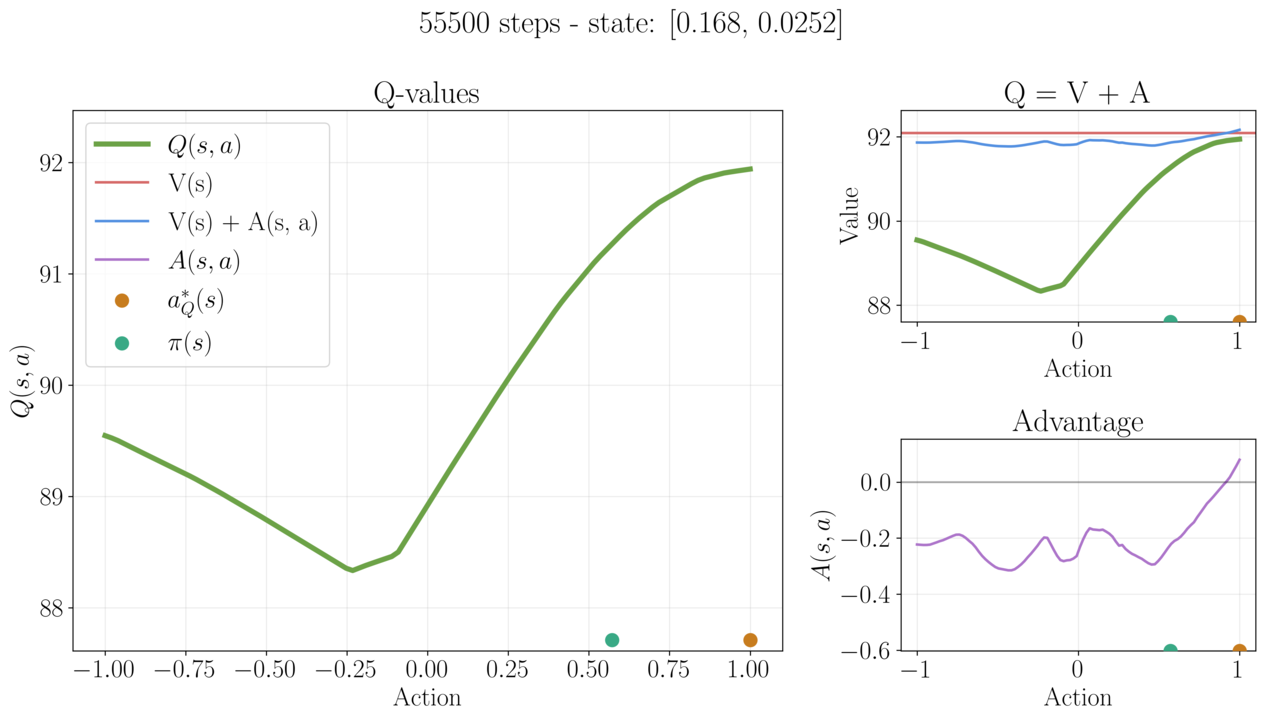 55500 steps - state: [0.168, 0.0252]
Q-values
Q(s, a)
V(s)
V(s) + A(s, a)
A(s, a)
a*_Q(s)
π(s)
92
91
90
89
88
Q(s, a)
−1.00 −0.75 −0.50 −0.25 0.00 0.25 0.50 0.75 1.00
Action
Q = V + A
92
90
88
Value
−1 0 1
Action
Advantage
0.0
−0.2
−0.4
−0.6
A(s, a)
−1 0 1
Action